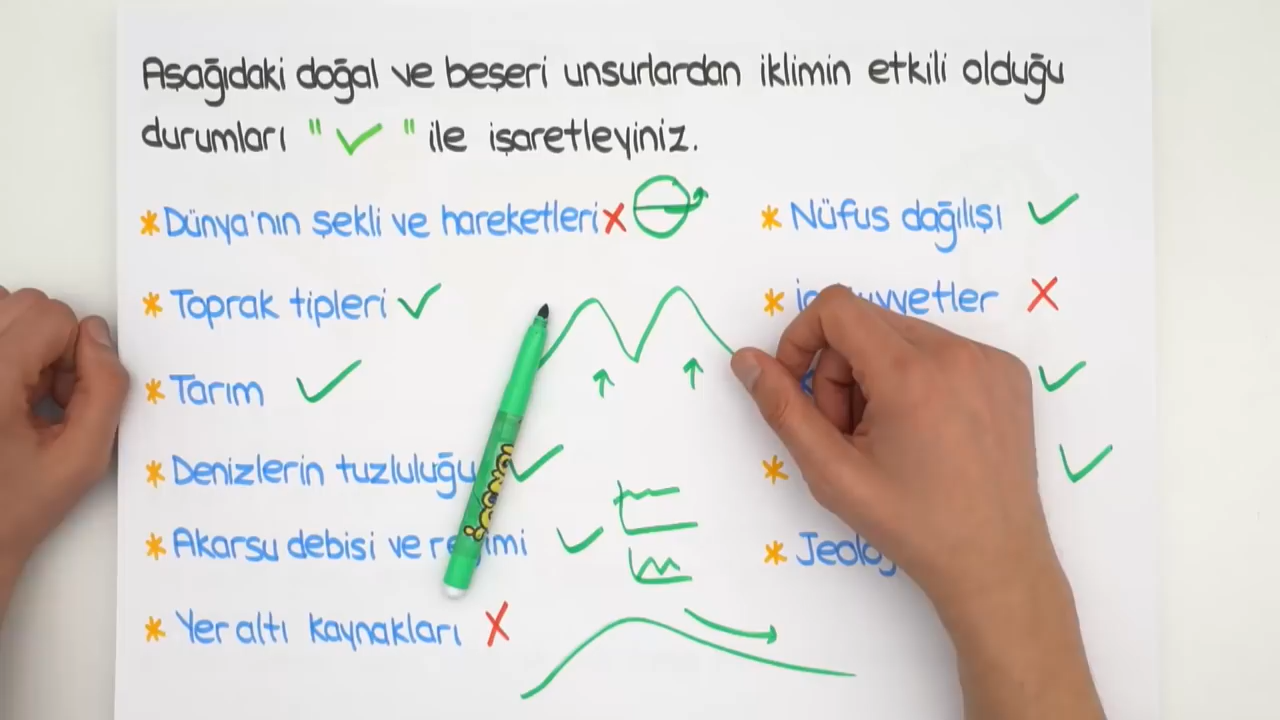 Aşağıdaki doğal ve beşeri unsurlardan iklimin etkili olduğu
durumları "✓" ile işaretleyiniz.
* Dünya'nın şekli ve hareketleri X
* Toprak tipleri ✓
* Tarım ✓
* Denizlerin tuzluluğu ✓
* Akarsu debisi ve rejimi ✓
* Yer altı kaynakları X
* Nüfus dağılışı ✓
* X
* ✓
* ✓
*